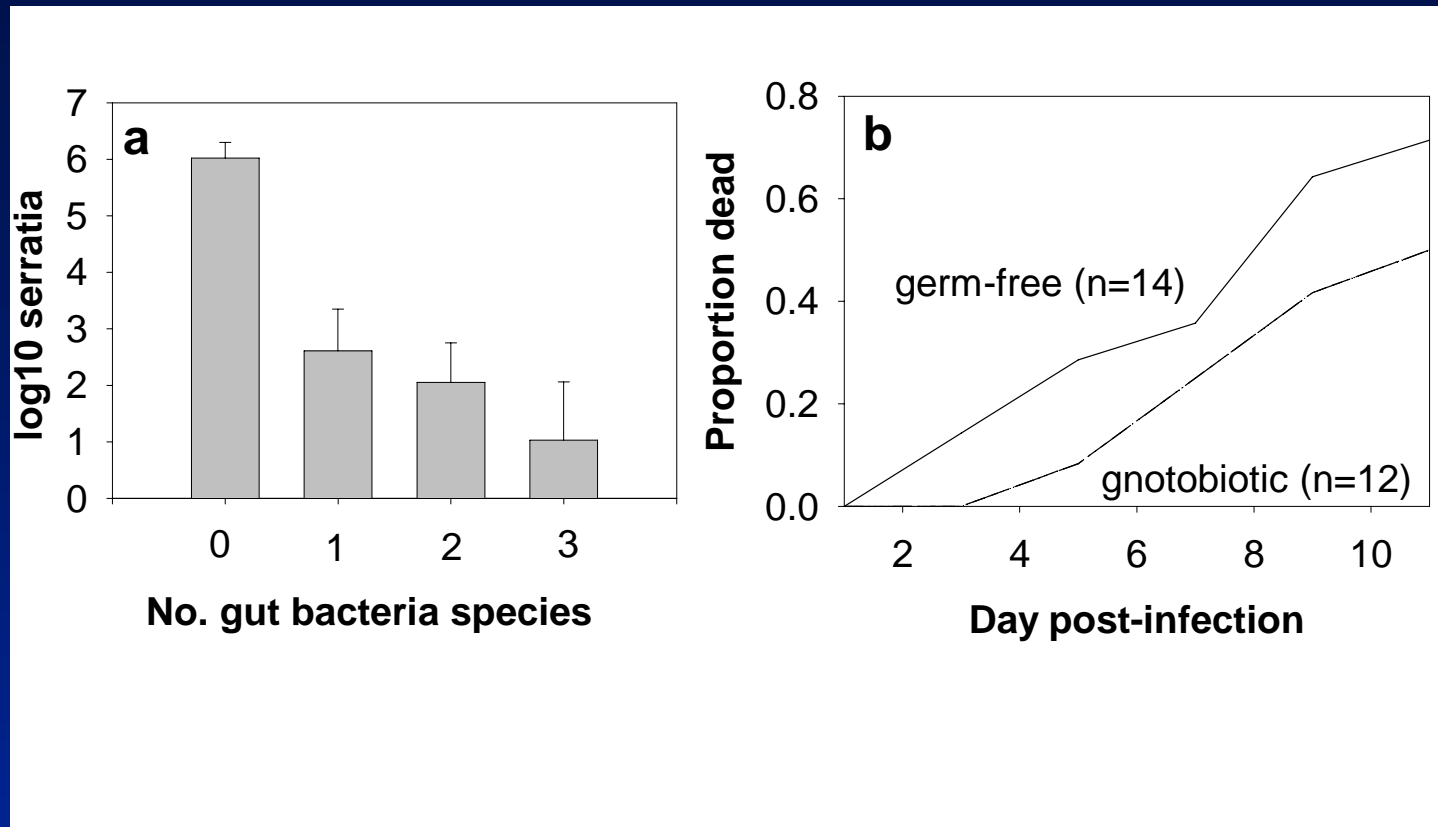 a
7
6
5
4
3
2
1
0
log10 serratia
0 1 2 3
No. gut bacteria species
b
0.8
0.6
0.4
0.2
0.0
Proportion dead
germ-free (n=14)
gnotobiotic (n=12)
2 4 6 8 10
Day post-infection